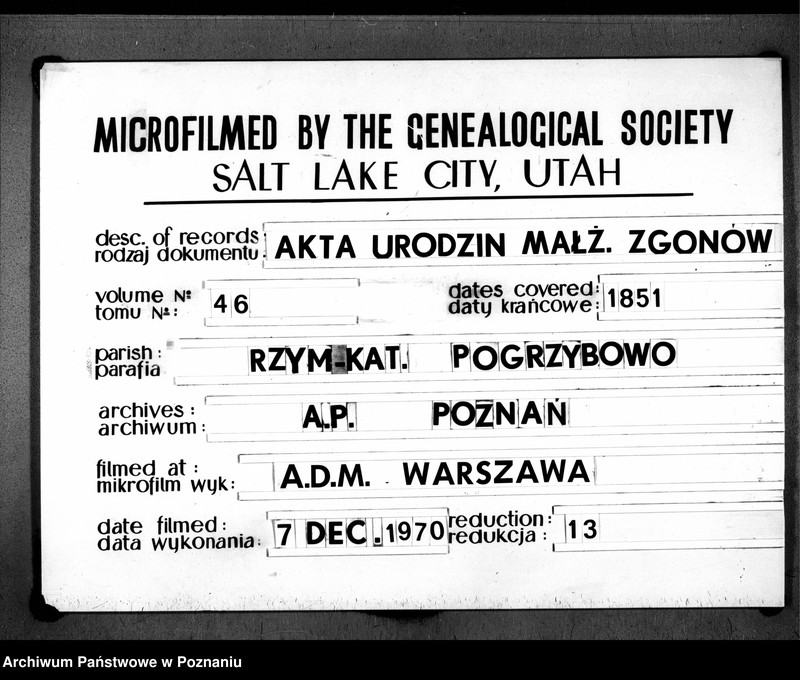 MICROFILMED BY THE GENEALOGICAL SOCIETY
SALT LAKE CITY, UTAH
desc. of records: AKTA URODZIN MAŁŻ. ZGONÓW
rodzaj dokumentu:
volume №: 46 dates covered: 1851
tomu №: daty krańcowe:
parish: RZYM-KAT. POGRZYBOWO
parafia
archives: A.P. POZNAŃ
archiwum:
filmed at: A.D.M. WARSZAWA
mikrofilm wyk:
date filmed: 7 DEC. 1970 reduction: 13
data wykonania: redukcja:
Archiwum Państwowe w Poznaniu